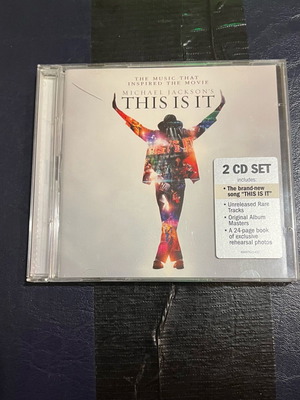 THE MUSIC THAT
INSPIRED THE MOVIE
MICHAEL JACKSON'S
THIS IS IT
2 CD SET
includes:
• The brand-new
song "THIS IS IT"
• Unreleased Rare
Tracks
• Original Album
Masters
• A 24-page book
of exclusive
rehearsal photos